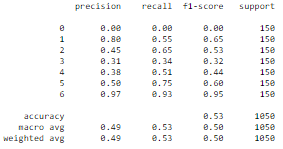 precision recall f1-score support
0 0.00 0.00 0.00 150
1 0.80 0.55 0.65 150
2 0.45 0.65 0.53 150
3 0.31 0.34 0.32 150
4 0.38 0.51 0.44 150
5 0.50 0.75 0.60 150
6 0.97 0.93 0.95 150
accuracy 0.53 1050
macro avg 0.49 0.53 0.50 1050
weighted avg 0.49 0.53 0.50 1050